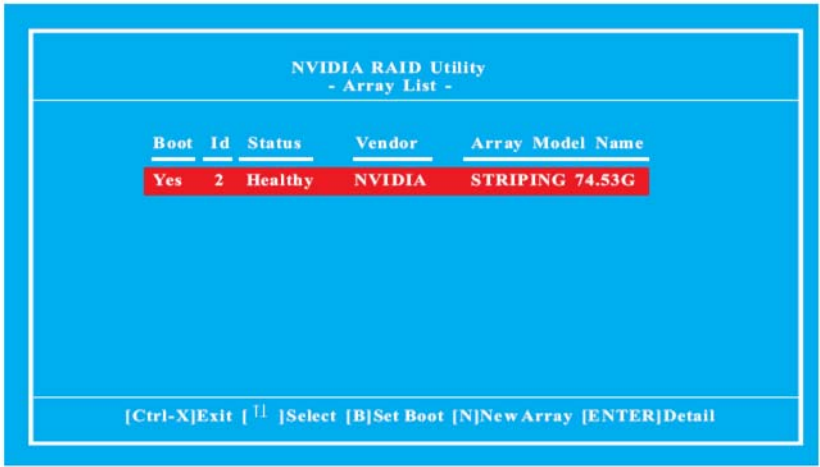 NVIDIA RAID Utility
- Array List -
Boot Id Status Vendor Array Model Name
Yes 2 Healthy NVIDIA STRIPING 74.53G
[Ctrl-X]Exit [↑↓]Select [B]Set Boot [N]New Array [ENTER]Detail